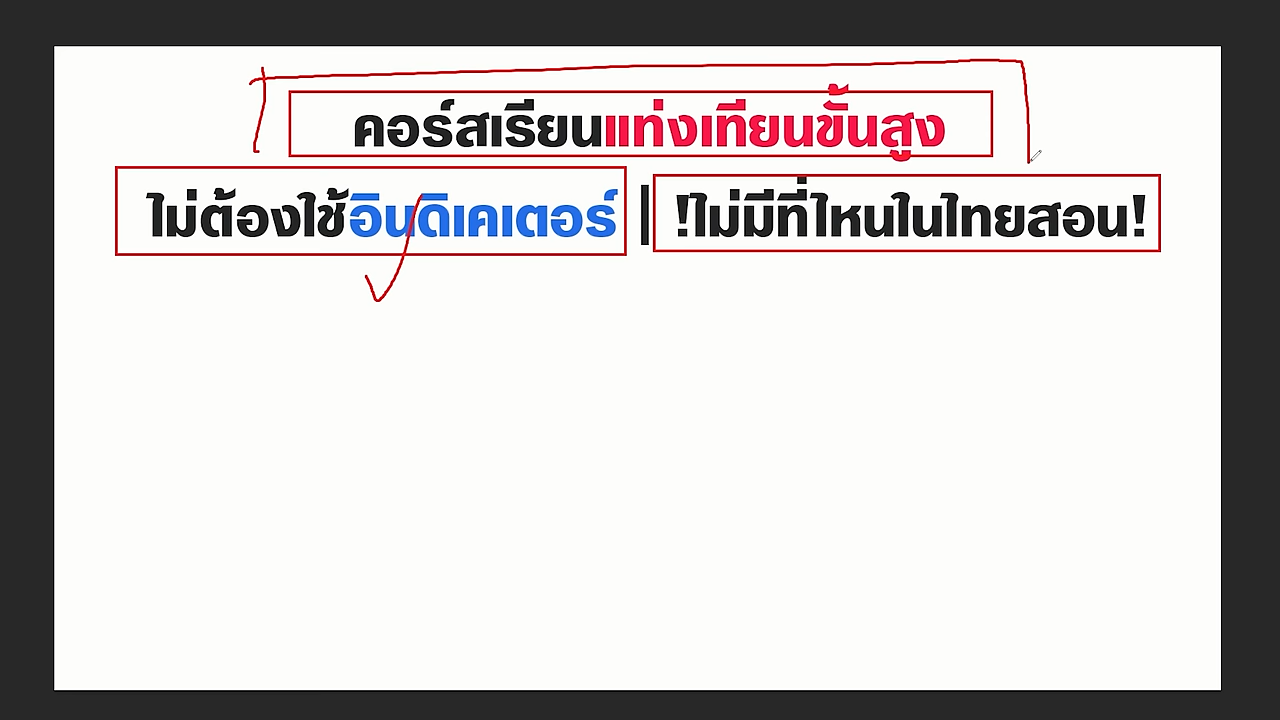 คอร์สเรียนแท่งเทียนขั้นสูง
ไม่ต้องใช้อินดิเคเตอร์ | !ไม่มีที่ไหนในไทยสอน!